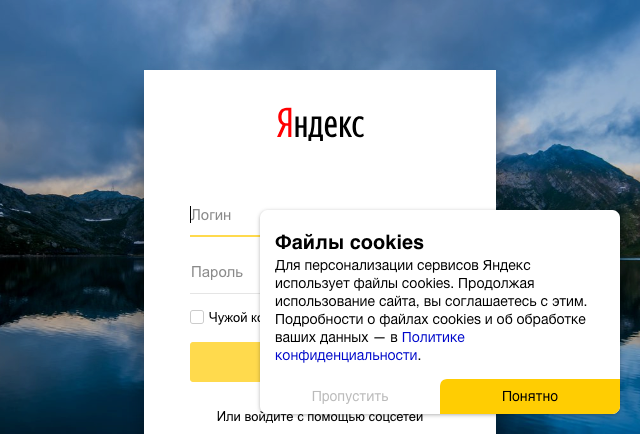 Яндекс
Логин
Пароль
Чужой
Файлы cookies
Для персонализации сервисов Яндекс
использует файлы cookies. Продолжая
использование сайта, вы соглашаетесь с этим.
Подробности о файлах cookies и об обработке
ваших данных — в Политике
конфиденциальности.
Пропустить
Понятно
Или войдите с помощью соцсетей